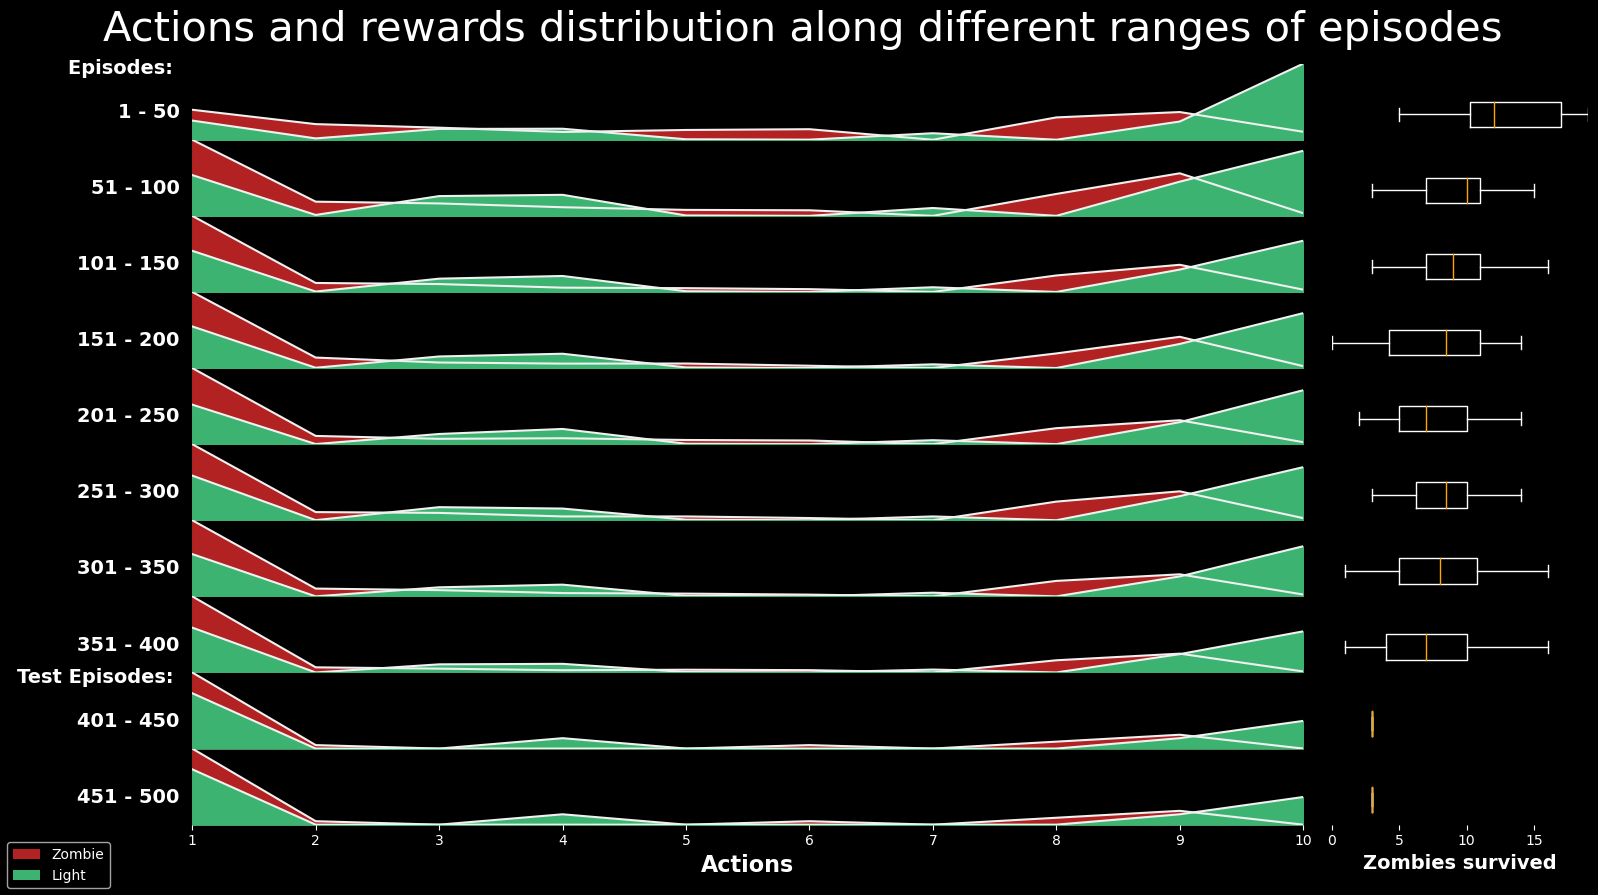 Actions and rewards distribution along different ranges of episodes
Episodes:
1 - 50
51 - 100
101 - 150
151 - 200
201 - 250
251 - 300
301 - 350
351 - 400
Test Episodes:
401 - 450
451 - 500
1 2 3 4 5 6 7 8 9 10
0 5 10 15
Actions
Zombies survived
Zombie
Light